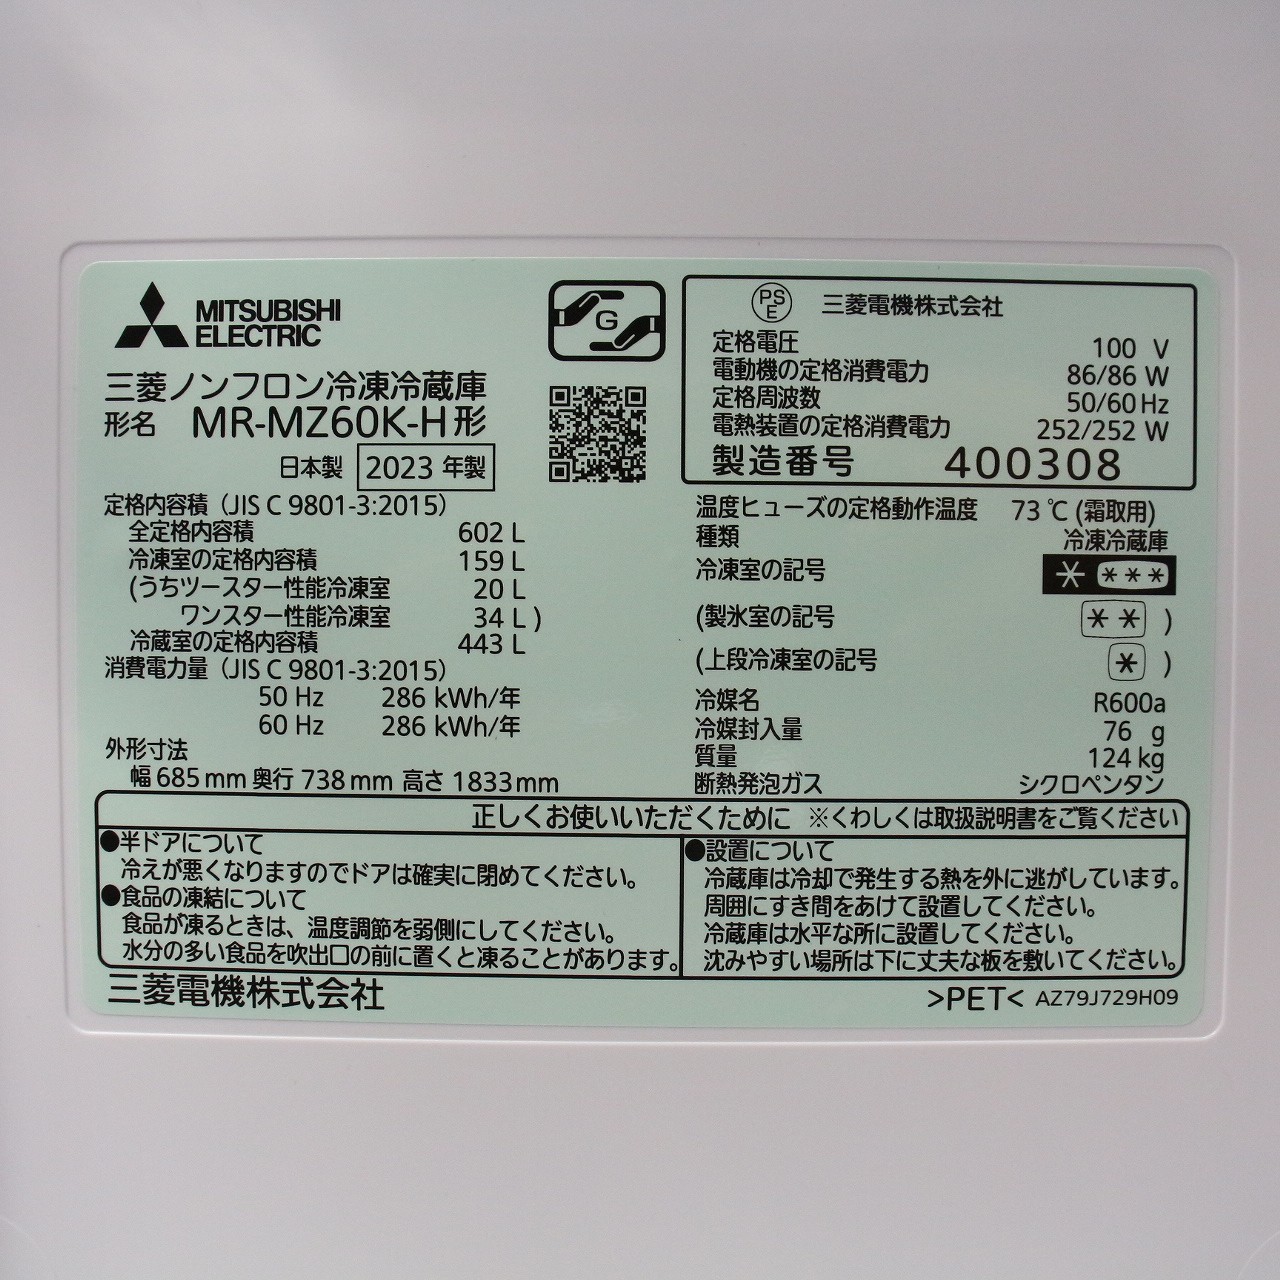 MITSUBISHI
ELECTRIC
G
三菱ノンフロン冷凍冷蔵庫
形名 MR-MZ60K-H形
日本製 2023 年製
定格内容積 (JIS C 9801-3:2015)
全定格内容積 602 L
冷凍室の定格内容積 159 L
(うちツースター性能冷凍室 20 L
ワンスター性能冷凍室 34 L )
冷蔵室の定格内容積 443 L
消費電力量 (JIS C 9801-3:2015)
50 Hz 286 kWh/年
60 Hz 286 kWh/年
外形寸法
幅 685 mm 奥行 738 mm 高さ 1833 mm
PS
E 三菱電機株式会社
定格電圧 100 V
電動機の定格消費電力 86/86 W
定格周波数 50/60 Hz
電熱装置の定格消費電力 252/252 W
製造番号 400308
温度ヒューズの定格動作温度 73 ℃ (霜取用)
種類 冷凍冷蔵庫
冷凍室の記号 * ***
(製氷室の記号 ** )
(上段冷凍室の記号 * )
冷媒名 R600a
冷媒封入量 76 g
質量 124 kg
断熱発泡ガス シクロペンタン
正しくお使いいただくために ※くわしくは取扱説明書をご覧ください
●半ドアについて
冷えが悪くなりますのでドアは確実に閉めてください。
●食品の凍結について
食品が凍るときは、温度調節を弱側にしてください。
水分の多い食品を吹出口の前に置くと凍ることがあります。
●設置について
冷蔵庫は冷却で発生する熱を外に逃がしています。
周囲にすき間をあけて設置してください。
冷蔵庫は水平な所に設置してください。
沈みやすい場所は下に丈夫な板を敷いてください。
三菱電機株式会社
>PET< AZ79J729H09